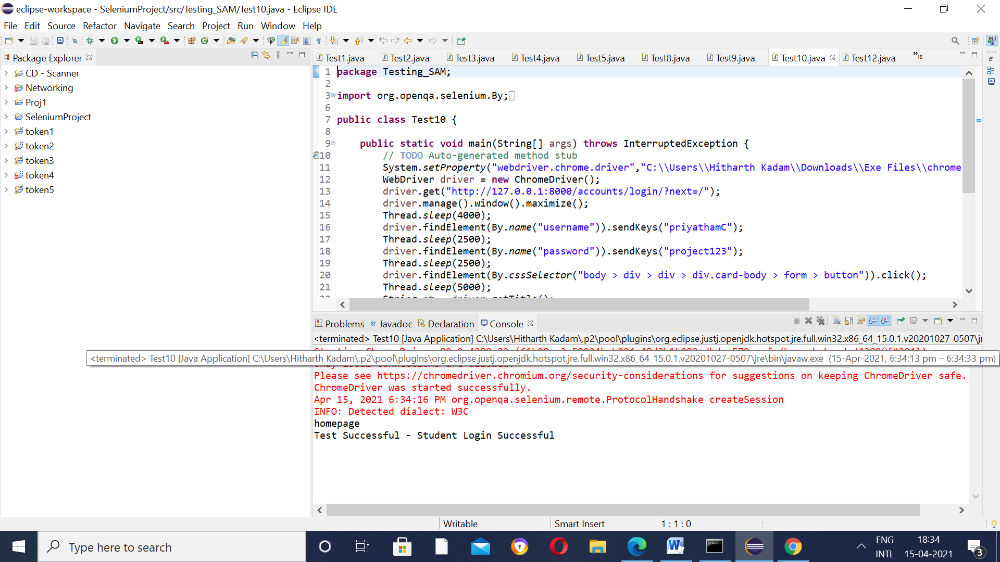 eclipse-workspace - SeleniumProject/src/Testing_SAM/Test10.java - Eclipse IDE
File Edit Source Refactor Navigate Search Project Run Window Help
Package Explorer
CD - Scanner
Networking
Proj1
SeleniumProject
token1
token2
token3
token4
token5
Test1.java Test2.java Test3.java Test4.java Test5.java Test8.java Test9.java Test10.java Test12.java »15
1 package Testing_SAM;
2
3 import org.openqa.selenium.By;
6
7 public class Test10 {
8
9 public static void main(String[] args) throws InterruptedException {
10 // TODO Auto-generated method stub
11 System.setProperty("webdriver.chrome.driver","C:\\Users\\Hitharth Kadam\\Downloads\\Exe Files\\chrome
12 WebDriver driver = new ChromeDriver();
13 driver.get("http://127.0.0.1:8000/accounts/login/?next=/");
14 driver.manage().window().maximize();
15 Thread.sleep(4000);
16 driver.findElement(By.name("username")).sendKeys("priyathamC");
17 Thread.sleep(2500);
18 driver.findElement(By.name("password")).sendKeys("project123");
19 Thread.sleep(2500);
20 driver.findElement(By.cssSelector("body > div > div > div.card-body > form > button")).click();
21 Thread.sleep(5000);
Problems Javadoc Declaration Console
<terminated> Test10 [Java Application] C:\Users\Hitharth Kadam\.p2\pool\plugins\org.eclipse.justj.openjdk.hotspot.jre.full.win32.x86_64_15.0.1.v20201027-0507\jr
<terminated> Test10 [Java Application] C:\Users\Hitharth Kadam\.p2\pool\plugins\org.eclipse.justj.openjdk.hotspot.jre.full.win32.x86_64_15.0.1.v20201027-0507\jre\bin\javaw.exe (15-Apr-2021, 6:34:13 pm – 6:34:33 pm)
Please see https://chromedriver.chromium.org/security-considerations for suggestions on keeping ChromeDriver safe.
ChromeDriver was started successfully.
Apr 15, 2021 6:34:16 PM org.openqa.selenium.remote.ProtocolHandshake createSession
INFO: Detected dialect: W3C
homepage
Test Successful - Student Login Successful
Writable Smart Insert 1 : 1 : 0
Type here to search
ENG 18:34
INTL 15-04-2021
3